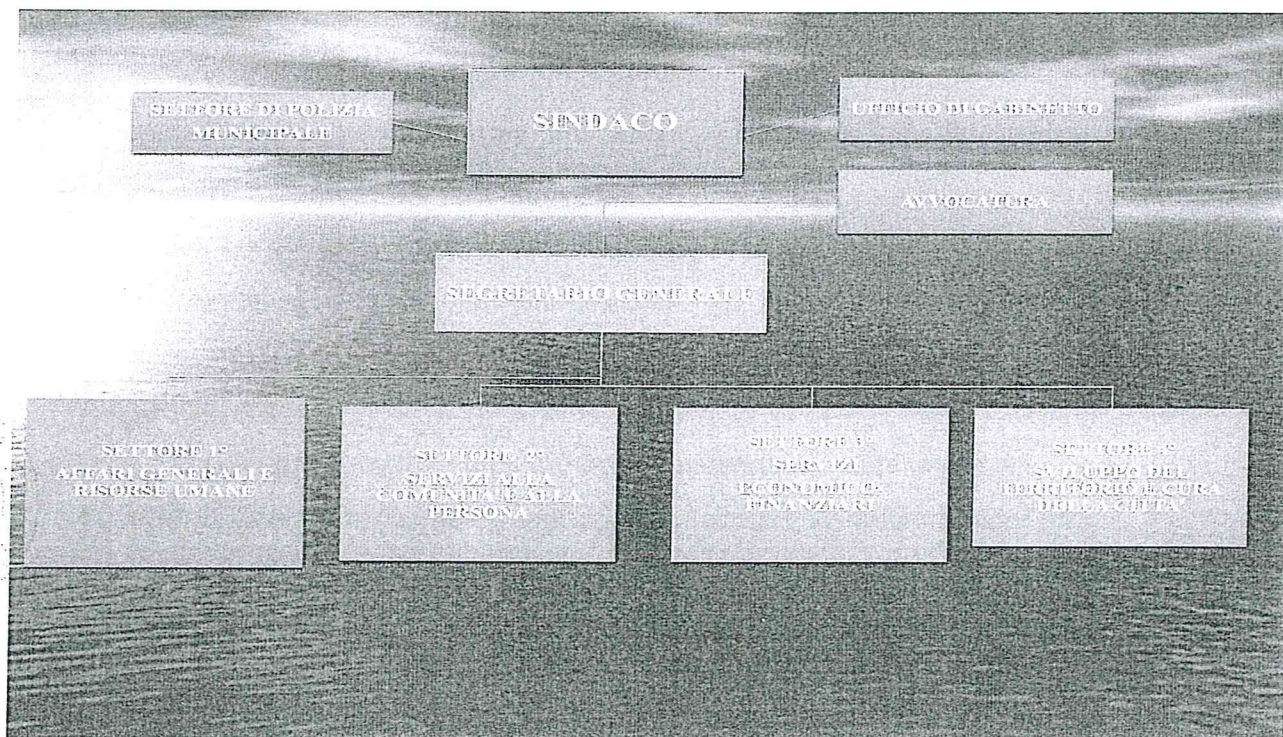 SETTORE DI POLIZIA
MUNICIPALE
SINDACO
UFFICIO DI GABINETTO
AVVOCATURA
SEGRETARIO GENERALE
SETTORE 1°
AFFARI GENERALI E
RISORSE UMANE
SETTORE 2°
SERVIZI ALLA
COMUNITA' E ALLA
PERSONA
SETTORE 3°
SERVIZI
ECONOMICO-
FINANZIARI
SETTORE 4°
SVILUPPO DEL
TERRITORIO E CURA
DELLA CITTA'